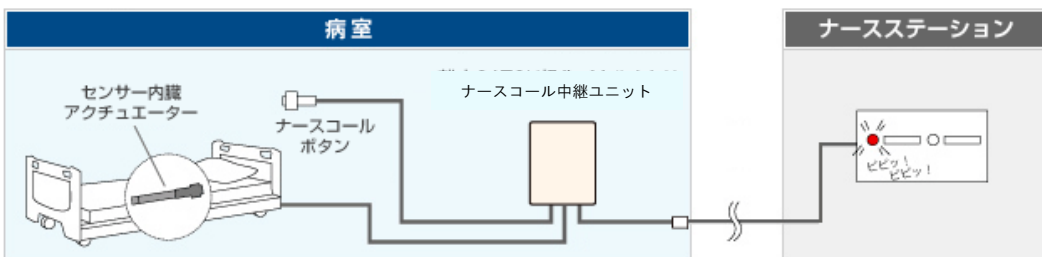 病室
ナースステーション
センサー内臓
アクチュエーター
ナースコール
ボタン
ナースコール中継ユニット
ピピッ！
ピピッ！